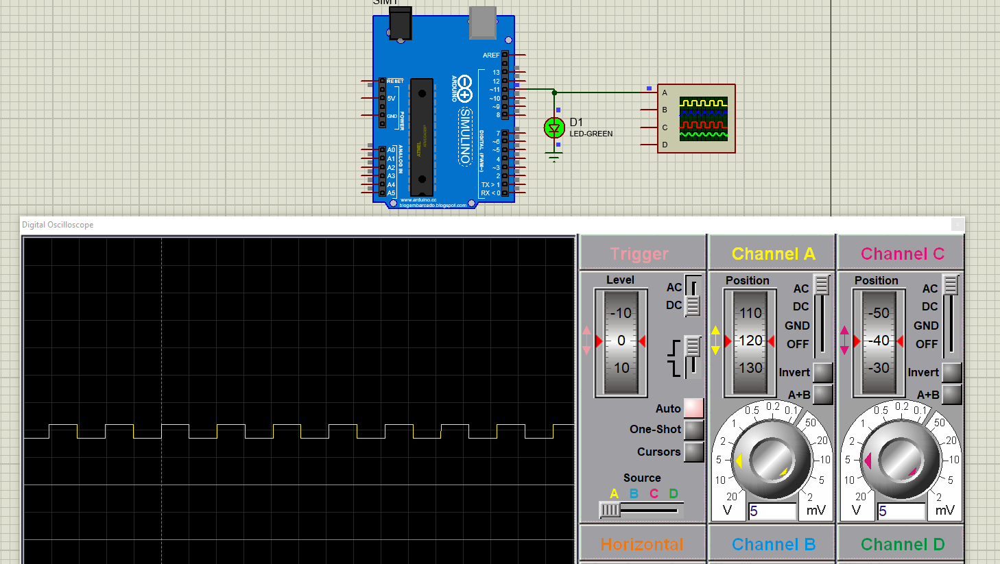 SIM1
AREF
13
12
~11
~10
~9
8
7
~6
~5
4
~3
2
TX > 1
RX < 0
RESET
5V
GND
POWER
A0
A1
A2
A3
A4
A5
ANALOG IN
ATMEL
ARDUINO
SIMULINO
DIGITAL (PWM~)
www.arduino.cc
blogembarcado.blogspot.com
D1
LED-GREEN
A
B
C
D
Digital Oscilloscope
Trigger
Level
AC
DC
-10
0
10
Auto
One-Shot
Cursors
Source
A B C D
Horizontal
Channel A
Position
AC
DC
GND
OFF
110
120
130
Invert
A+B
0.5 0.2 0.1
1 50
2 20
5 10
10 5
20 2
V 5 mV
Channel B
Channel C
Position
AC
DC
GND
OFF
-50
-40
-30
Invert
A+B
0.5 0.2 0.1
1 50
2 20
5 10
10 5
20 2
V 5 mV
Channel D